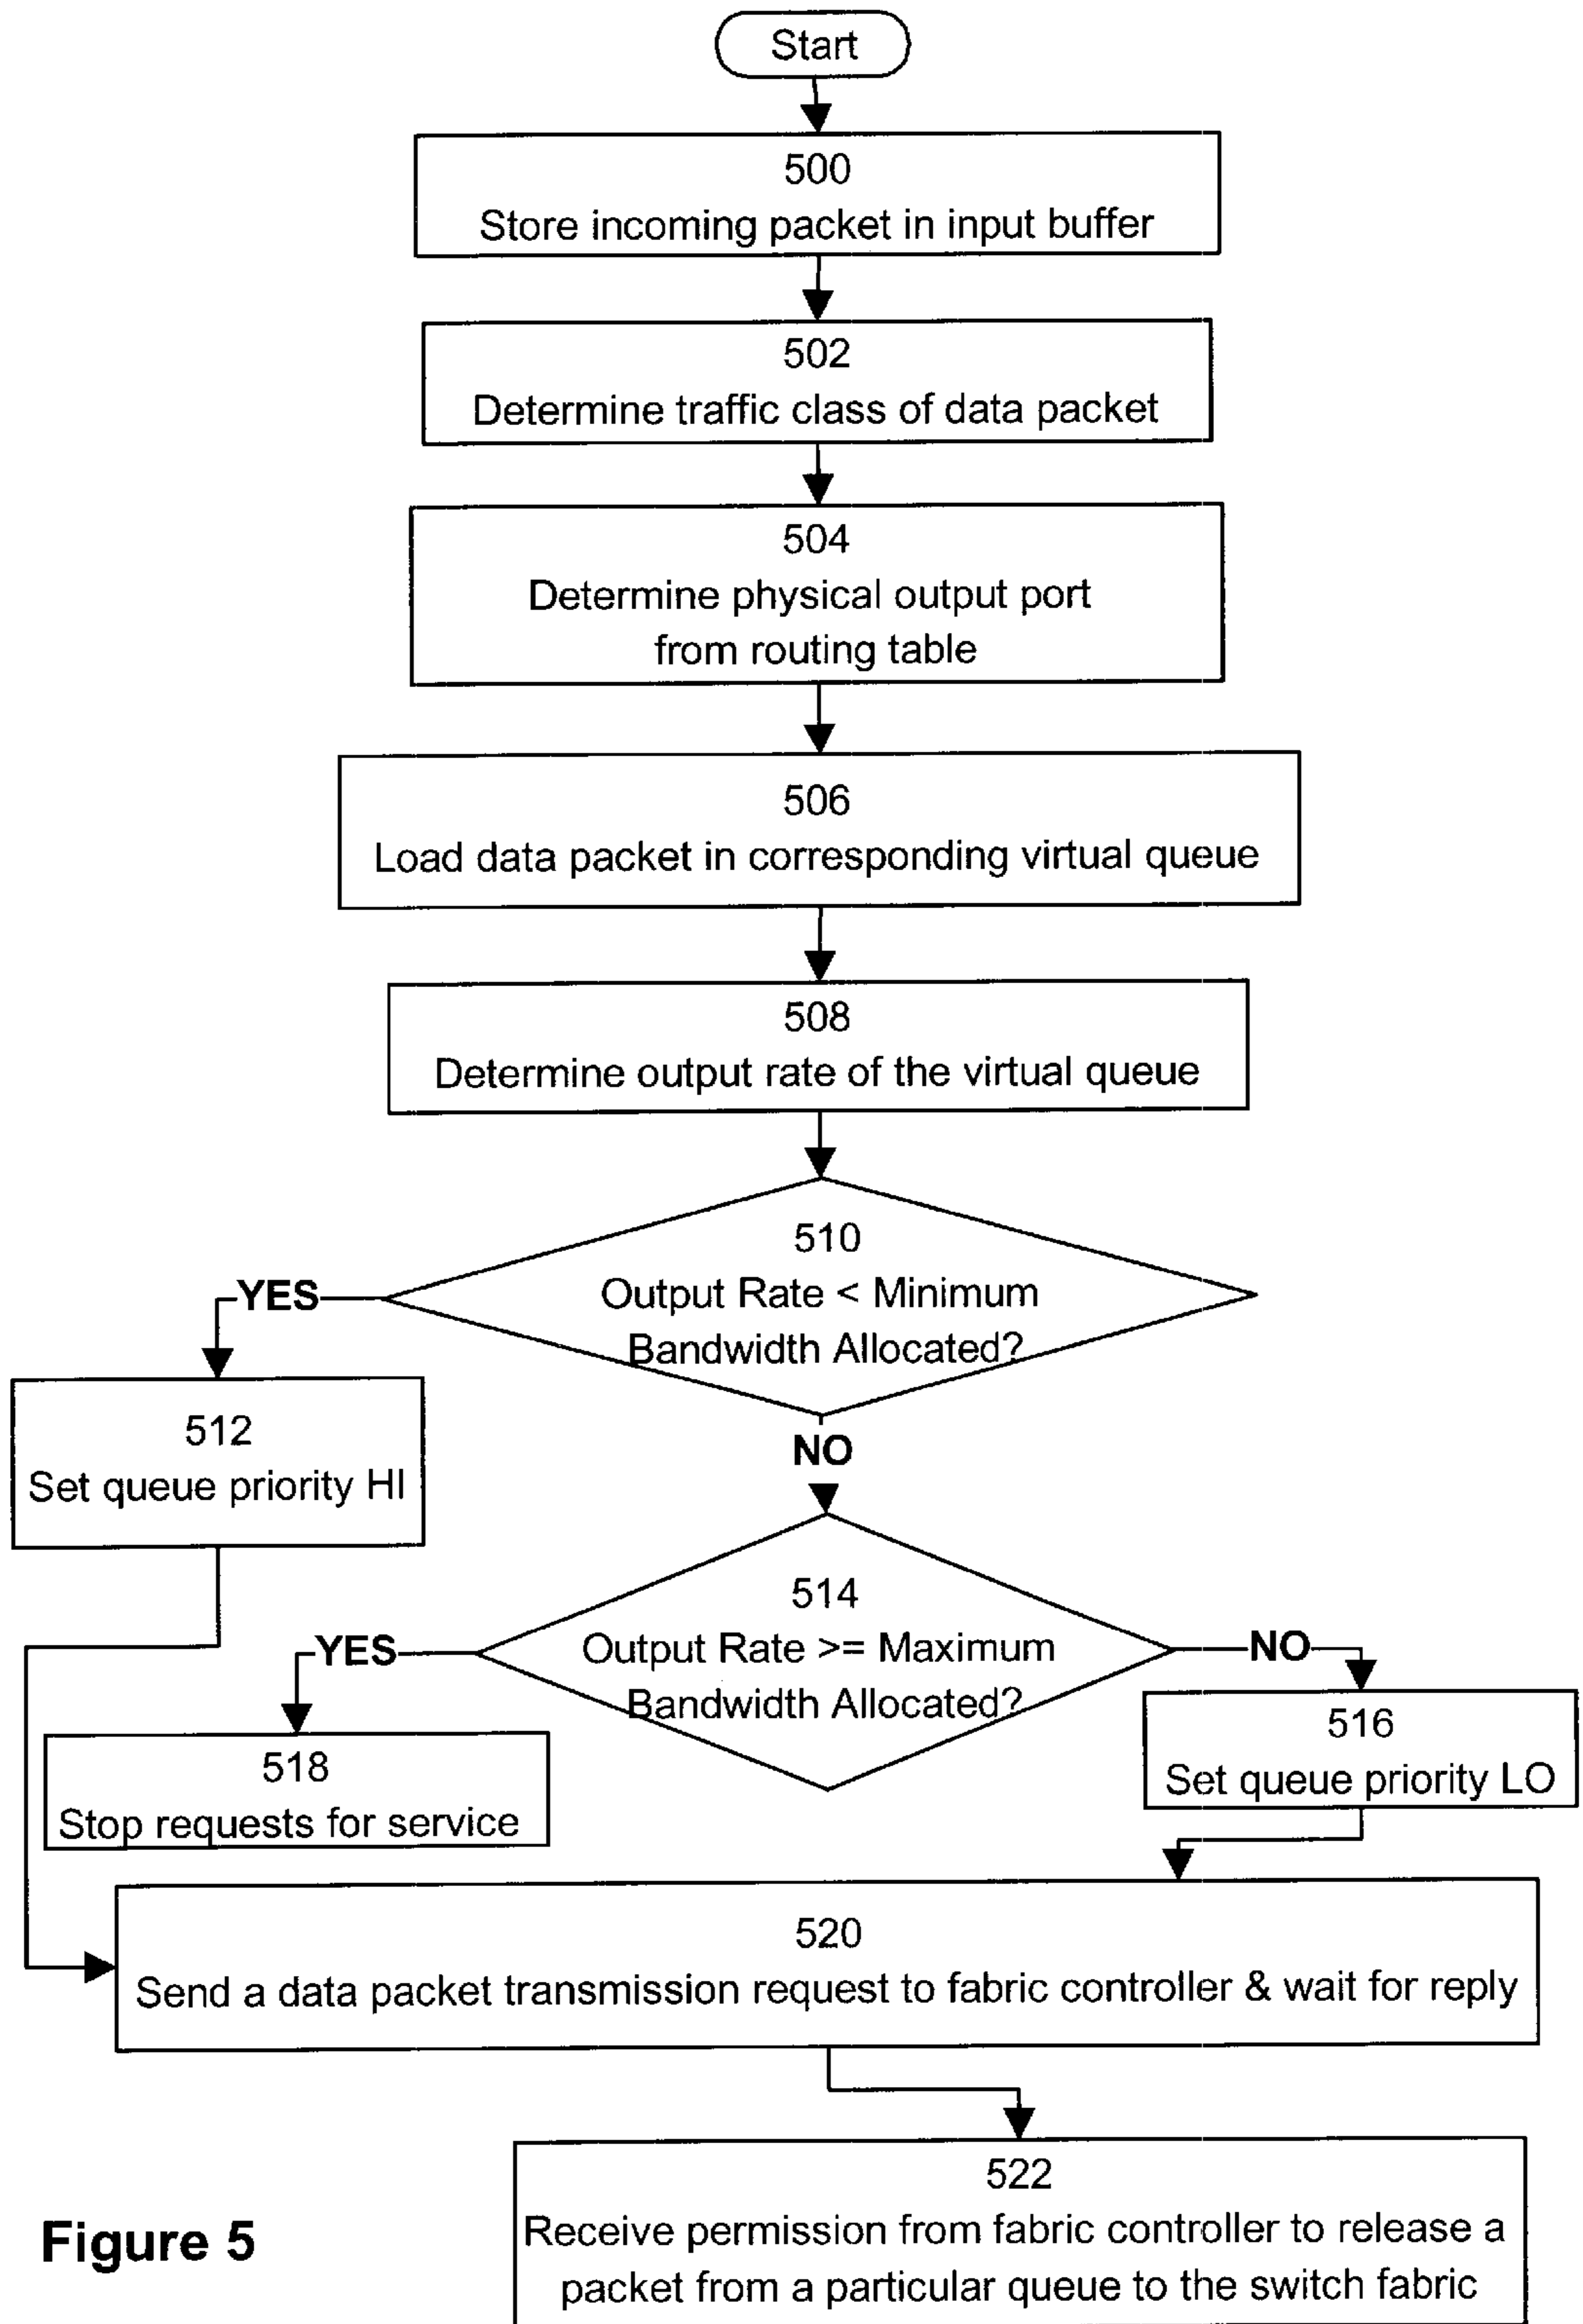 Start
500
Store incoming packet in input buffer
502
Determine traffic class of data packet
504
Determine physical output port
from routing table
506
Load data packet in corresponding virtual queue
508
Determine output rate of the virtual queue
510
Output Rate < Minimum
Bandwidth Allocated?
YES
NO
512
Set queue priority HI
514
Output Rate >= Maximum
Bandwidth Allocated?
YES
NO
516
Set queue priority LO
518
Stop requests for service
520
Send a data packet transmission request to fabric controller & wait for reply
522
Receive permission from fabric controller to release a
packet from a particular queue to the switch fabric
Figure 5